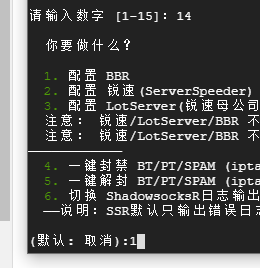 请输入数字 [1-15]: 14
你要做什么?
1. 配置 BBR
2. 配置 锐速(ServerSpeeder)
3. 配置 LotServer(锐速母公司
注意: 锐速/LotServer/BBR 不
注意: 锐速/LotServer/BBR 不
————————
4. 一键封禁 BT/PT/SPAM (ipta
5. 一键解封 BT/PT/SPAM (ipta
6. 切换 ShadowsocksR日志输出
——说明: SSR默认只输出错误日志
(默认: 取消):1